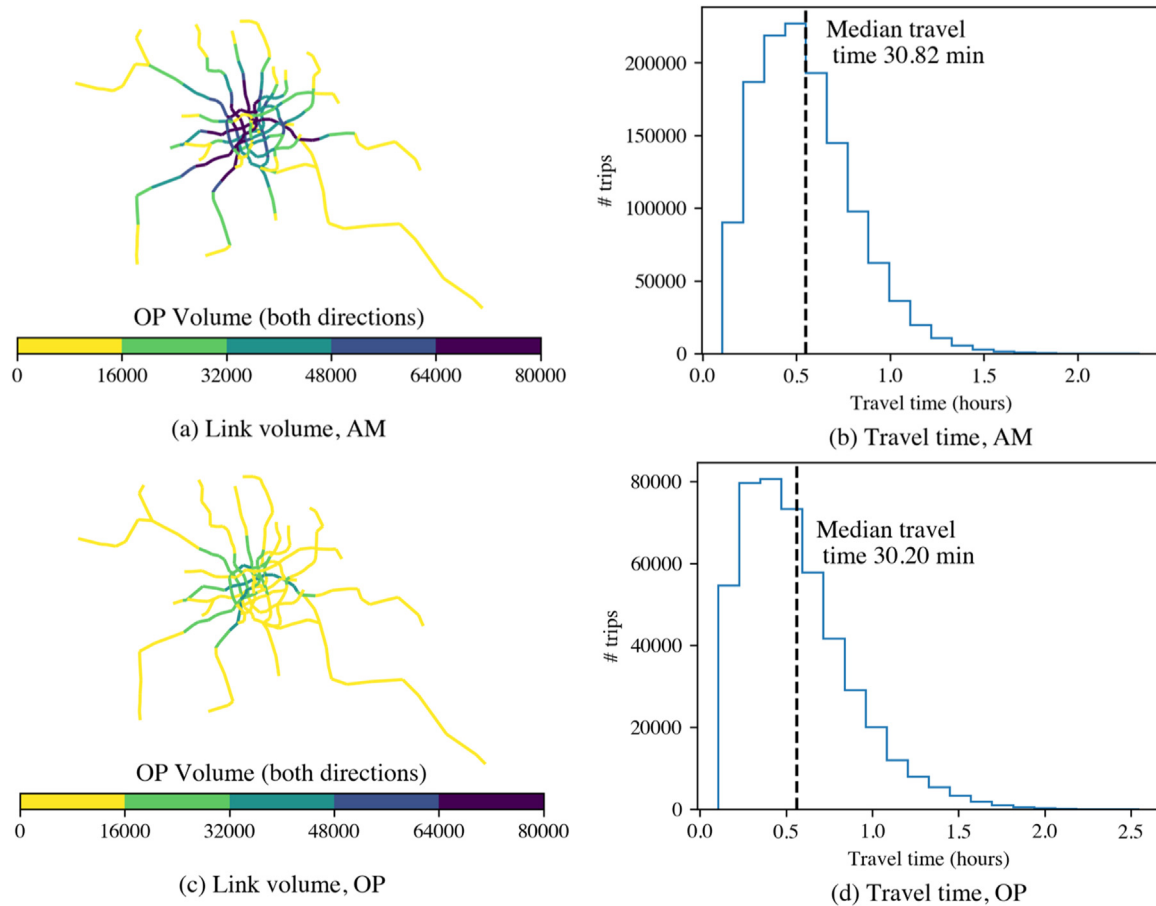 OP Volume (both directions)
0 16000 32000 48000 64000 80000
(a) Link volume, AM
Median travel
time 30.82 min
# trips
200000
150000
100000
50000
0
0.0 0.5 1.0 1.5 2.0
Travel time (hours)
(b) Travel time, AM
OP Volume (both directions)
0 16000 32000 48000 64000 80000
(c) Link volume, OP
Median travel
time 30.20 min
# trips
80000
60000
40000
20000
0
0.0 0.5 1.0 1.5 2.0 2.5
Travel time (hours)
(d) Travel time, OP